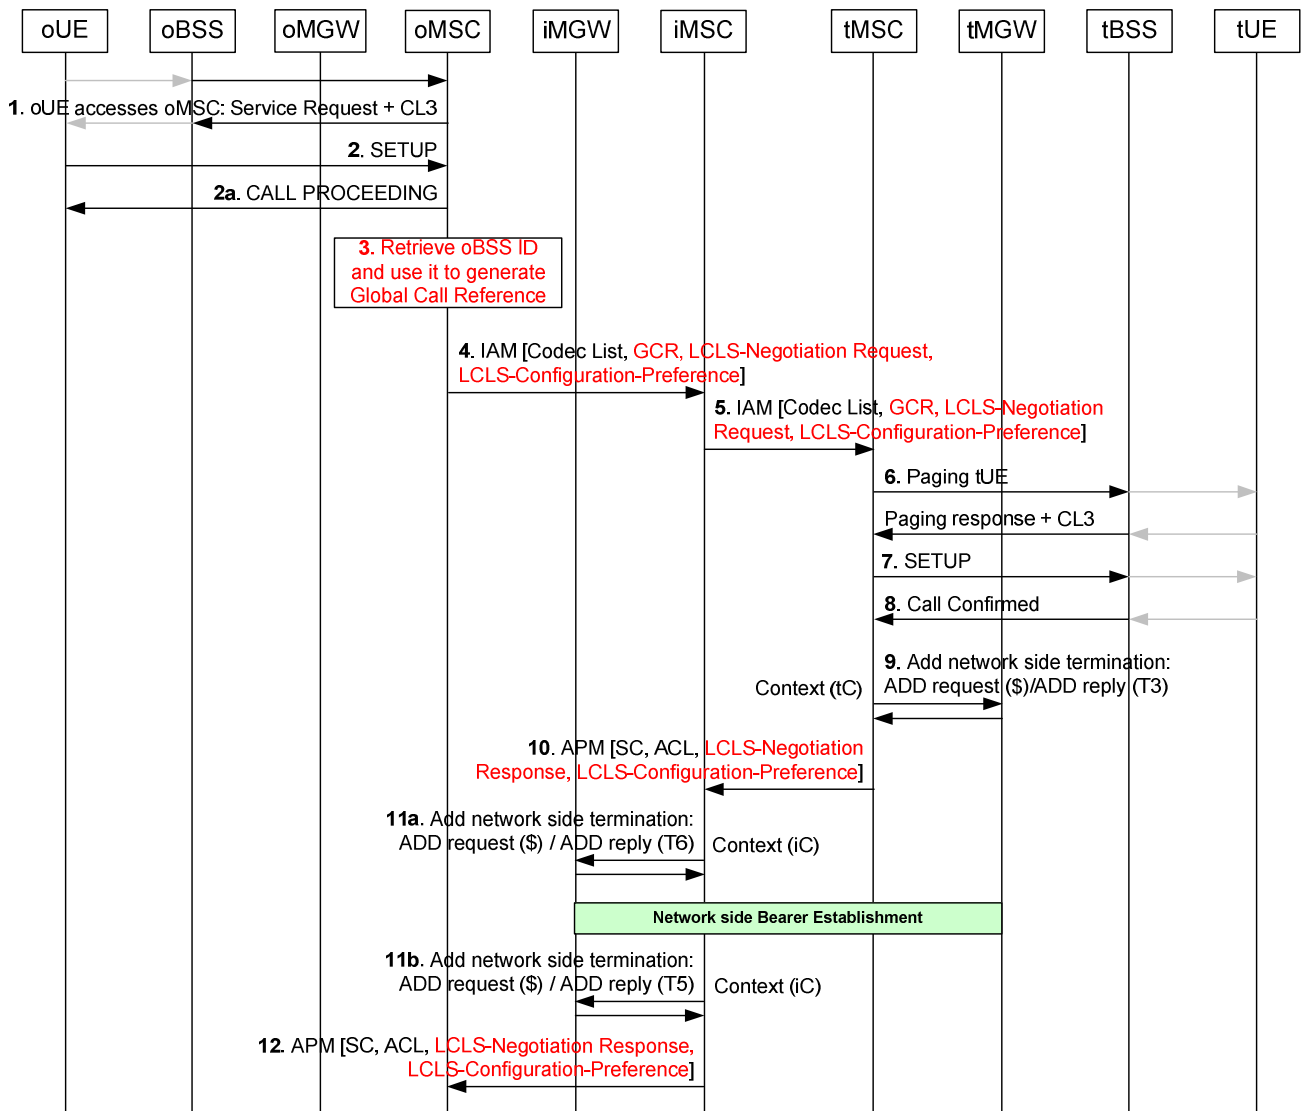 oUE oBSS oMGW oMSC iMGW iMSC tMSC tMGW tBSS tUE
1. oUE accesses oMSC: Service Request + CL3
2. SETUP
2a. CALL PROCEEDING
3. Retrieve oBSS ID
and use it to generate
Global Call Reference
4. IAM [Codec List, GCR, LCLS-Negotiation Request,
LCLS-Configuration-Preference]
5. IAM [Codec List, GCR, LCLS-Negotiation
Request, LCLS-Configuration-Preference]
6. Paging tUE
Paging response + CL3
7. SETUP
8. Call Confirmed
9. Add network side termination:
Context (tC) ADD request ($)/ADD reply (T3)
10. APM [SC, ACL, LCLS-Negotiation
Response, LCLS-Configuration-Preference]
11a. Add network side termination:
ADD request ($) / ADD reply (T6) Context (iC)
Network side Bearer Establishment
11b. Add network side termination:
ADD request ($) / ADD reply (T5) Context (iC)
12. APM [SC, ACL, LCLS-Negotiation Response,
LCLS-Configuration-Preference]